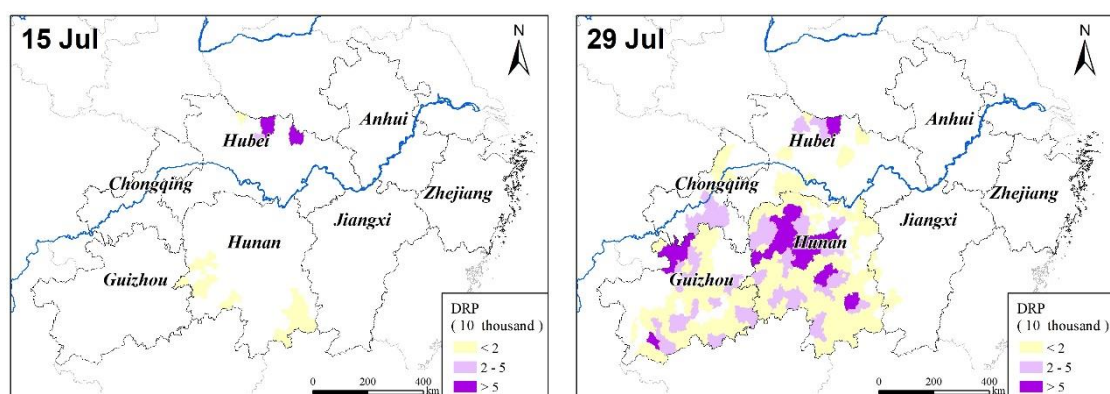 15 Jul
N
Anhui
Hubei
Chongqing
Zhejiang
Jiangxi
Hunan
Guizhou
DRP
( 10 thousand )
< 2
2 - 5
> 5
0 200 400
km
29 Jul
N
Anhui
Hubei
Chongqing
Zhejiang
Jiangxi
Hunan
Guizhou
DRP
( 10 thousand )
< 2
2 - 5
> 5
0 200 400
km